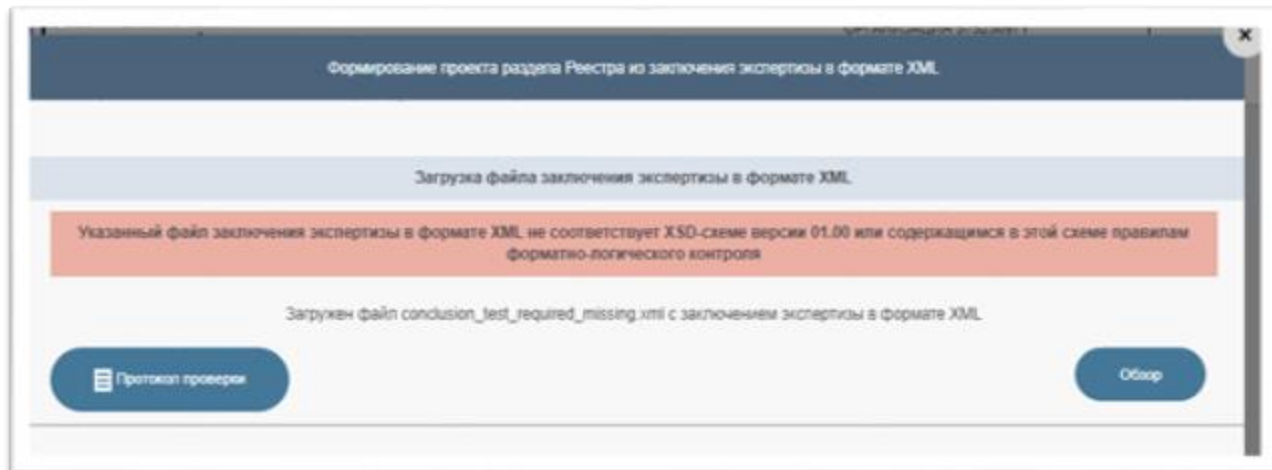 Формирование проекта раздела Реестра из заключения экспертизы в формате XML
Загрузка файла заключения экспертизы в формате XML
Указанный файл заключения экспертизы в формате XML не соответствует XSD-схеме версии 01.00 или содержащимся в этой схеме правилам
форматно-логического контроля
Загружен файл conclusion_test_required_missing.xml с заключением экспертизы в формате XML
Протокол проверки
Обзор